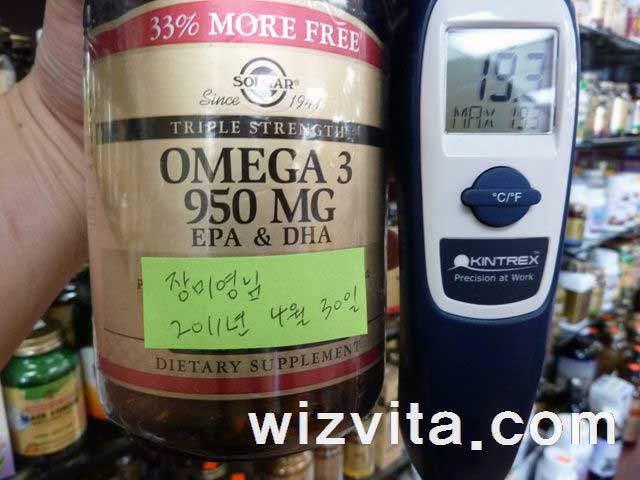 33% MORE FREE
SOLGAR
Since 1947
TRIPLE STRENGTH
OMEGA 3
950 MG
EPA & DHA
장미영님
2011년 4월 30일
DIETARY SUPPLEMENT
19.3
MAX 19.3
°C/°F
KINTREX
Precision at Work
wizvita.com